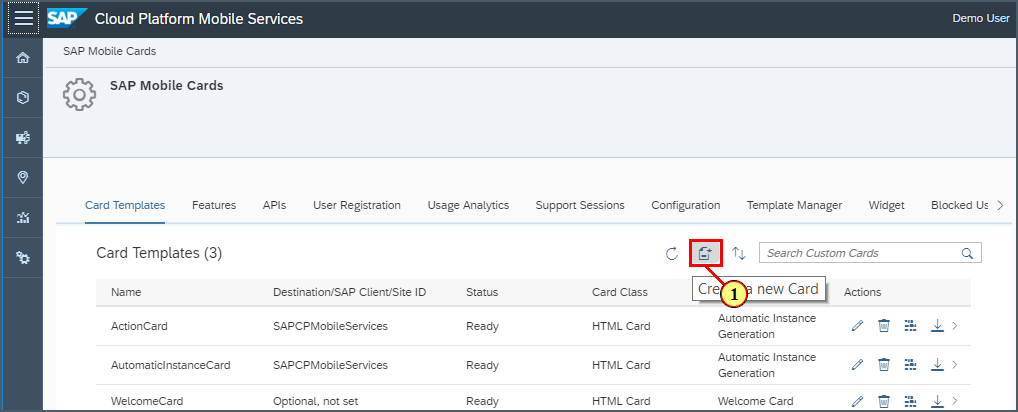 SAP Cloud Platform Mobile Services Demo User
SAP Mobile Cards
SAP Mobile Cards
Card Templates Features APIs User Registration Usage Analytics Support Sessions Configuration Template Manager Widget Blocked Us
Card Templates (3) Search Custom Cards
1
a new Card
Name Destination/SAP Client/Site ID Status Card Class Actions
ActionCard SAPCPMobileServices Ready HTML Card Automatic Instance
Generation
AutomaticInstanceCard SAPCPMobileServices Ready HTML Card Automatic Instance
Generation
WelcomeCard Optional, not set Ready HTML Card Welcome Card